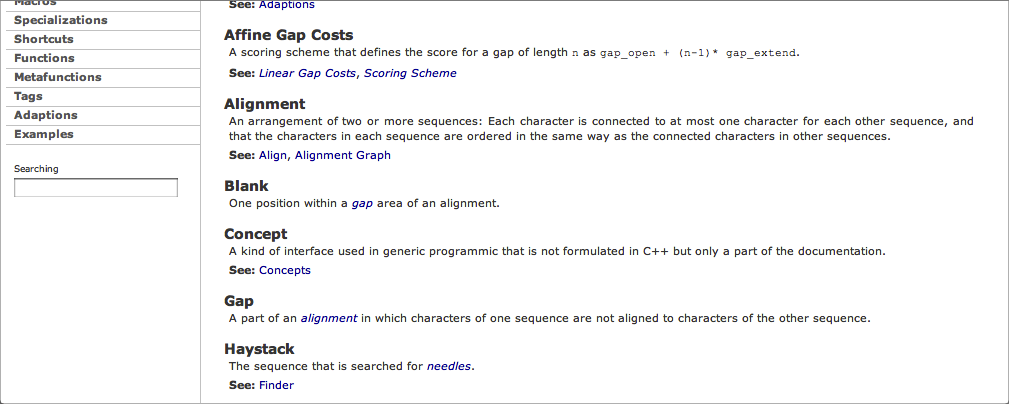 Macros
Specializations
Shortcuts
Functions
Metafunctions
Tags
Adaptions
Examples
Searching
See: Adaptions
Affine Gap Costs
A scoring scheme that defines the score for a gap of length n as gap_open + (n-1)* gap_extend.
See: Linear Gap Costs, Scoring Scheme
Alignment
An arrangement of two or more sequences: Each character is connected to at most one character for each other sequence, and
that the characters in each sequence are ordered in the same way as the connected characters in other sequences.
See: Align, Alignment Graph
Blank
One position within a gap area of an alignment.
Concept
A kind of interface used in generic programmic that is not formulated in C++ but only a part of the documentation.
See: Concepts
Gap
A part of an alignment in which characters of one sequence are not aligned to characters of the other sequence.
Haystack
The sequence that is searched for needles.
See: Finder